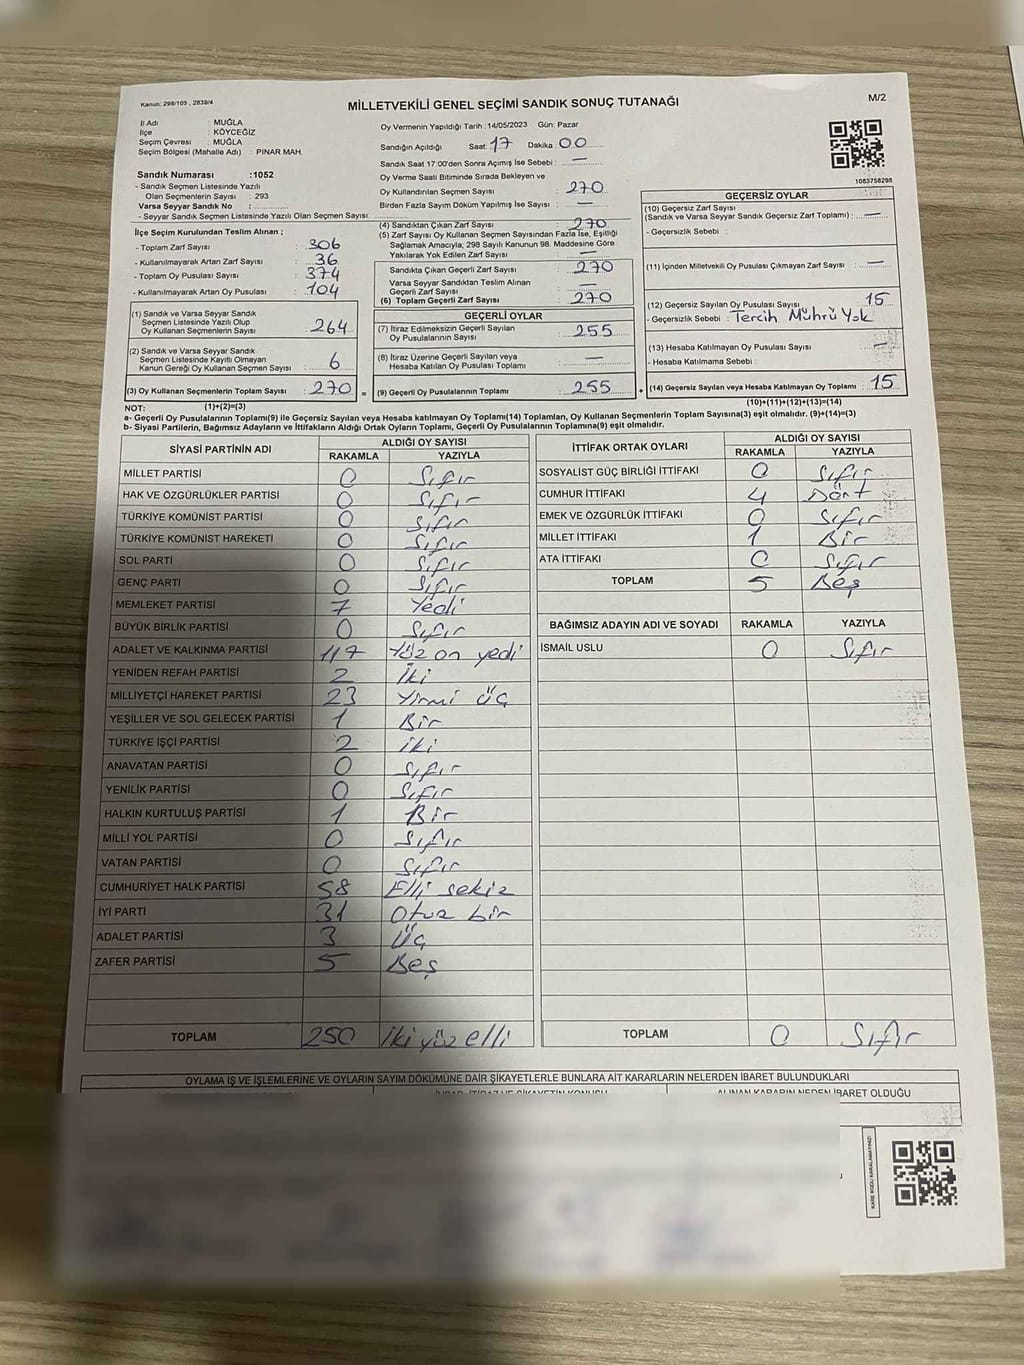 Kanun: 298/105 , 2839/4
MİLLETVEKİLİ GENEL SEÇİMİ SANDIK SONUÇ TUTANAĞI
M/2
İl Adı : MUĞLA
İlçe : KÖYCEĞİZ
Seçim Çevresi : MUĞLA
Seçim Bölgesi (Mahalle Adı) : PINAR MAH.
Sandık Numarası :1052
- Sandık Seçmen Listesinde Yazılı
Olan Seçmenlerin Sayısı : 293
Varsa Seyyar Sandık No :
- Seyyar Sandık Seçmen Listesinde Yazılı Olan Seçmen Sayısı
Oy Vermenin Yapıldığı Tarih : 14/05/2023 Gün: Pazar
Sandığın Açıldığı Saat: 17 Dakika: 00
Sandık Saat 17:00'den Sonra Açımış İse Sebebi : —
Oy Verme Saati Bitiminde Sırada Bekleyen ve
Oy Kullandırılan Seçmen Sayısı : 270
Birden Fazla Sayım Döküm Yapılmış İse Sayısı : —
1083758298
İlçe Seçim Kurulundan Teslim Alınan ;
- Toplam Zarf Sayısı : 306
- Kullanılmayarak Artan Zarf Sayısı : 36
- Toplam Oy Pusulası Sayısı : 374
- Kullanılmayarak Artan Oy Pusulası : 104
(1) Sandık ve Varsa Seyyar Sandık
Seçmen Listesinde Yazılı Olup
Oy Kullanan Seçmenlerin Sayısı : 264
(2) Sandık ve Varsa Seyyar Sandık
Seçmen Listesinde Kayıtlı Olmayan
Kanun Gereği Oy Kullanan Seçmen Sayısı : 6
(3) Oy Kullanan Seçmenlerin Toplam Sayısı : 270 =
(1)+(2)=(3)
(4) Sandıktan Çıkan Zarf Sayısı : 270
(5) Zarf Sayısı Oy Kullanan Seçmen Sayısından Fazla İse, Eşitliği
Sağlamak Amacıyla; 298 Sayılı Kanunun 98. Maddesine Göre
Yakılarak Yok Edilen Zarf Sayısı : —
Sandıkta Çıkan Geçerli Zarf Sayısı : 270
Varsa Seyyar Sandıktan Teslim Alınan
Geçerli Zarf Sayısı : —
(6) Toplam Geçerli Zarf Sayısı : 270
GEÇERLİ OYLAR
(7) İtiraz Edilmeksizin Geçerli Sayılan
Oy Pusulalarının Sayısı : 255
(8) İtiraz Üzerine Geçerli Sayılan veya
Hesaba Katılan Oy Pusulası Toplamı : —
(9) Geçerli Oy Pusulalarının Toplamı : 255 +
GEÇERSİZ OYLAR
(10) Geçersiz Zarf Sayısı
(Sandık ve Varsa Seyyar Sandık Geçersiz Zarf Toplamı) : —
- Geçersizlik Sebebi :
(11) İçinden Milletvekili Oy Pusulası Çıkmayan Zarf Sayısı : —
(12) Geçersiz Sayılan Oy Pusulası Sayısı : 15
- Geçersizlik Sebebi : Tercih Mührü Yok
(13) Hesaba Katılmayan Oy Pusulası Sayısı : —
- Hesaba Katılmama Sebebi :
(14) Geçersiz Sayılan veya Hesaba Katılmayan Oy Toplamı : 15
(10)+(11)+(12)+(13)=(14)
NOT:
a- Geçerli Oy Pusulalarının Toplamı(9) ile Geçersiz Sayılan veya Hesaba katılmayan Oy Toplamı(14) Toplamları, Oy Kullanan Seçmenlerin Toplam Sayısına(3) eşit olmalıdır. (9)+(14)=(3)
b- Siyasi Partilerin, Bağımsız Adayların ve İttifakların Aldığı Ortak Oyların Toplamı, Geçerli Oy Pusulalarının Toplamına(9) eşit olmalıdır.
SİYASİ PARTİNİN ADI ALDIĞI OY SAYISI
RAKAMLA YAZIYLA
MİLLET PARTİSİ 0 Sıfır
HAK VE ÖZGÜRLÜKLER PARTİSİ 0 Sıfır
TÜRKİYE KOMÜNİST PARTİSİ 0 Sıfır
TÜRKİYE KOMÜNİST HAREKETİ 0 Sıfır
SOL PARTİ 0 Sıfır
GENÇ PARTİ 0 Sıfır
MEMLEKET PARTİSİ 7 Yedi
BÜYÜK BİRLİK PARTİSİ 0 Sıfır
ADALET VE KALKINMA PARTİSİ 117 Yüz on yedi
YENİDEN REFAH PARTİSİ 2 İki
MİLLİYETÇİ HAREKET PARTİSİ 23 Yirmi üç
YEŞİLLER VE SOL GELECEK PARTİSİ 1 Bir
TÜRKİYE İŞÇİ PARTİSİ 2 iki
ANAVATAN PARTİSİ 0 Sıfır
YENİLİK PARTİSİ 0 Sıfır
HALKIN KURTULUŞ PARTİSİ 1 Bir
MİLLİ YOL PARTİSİ 0 Sıfır
VATAN PARTİSİ 0 Sıfır
CUMHURİYET HALK PARTİSİ 58 Elli sekiz
İYİ PARTİ 31 Otuz bir
ADALET PARTİSİ 3 Üç
ZAFER PARTİSİ 5 Beş
TOPLAM 250 İki yüz elli
İTTİFAK ORTAK OYLARI ALDIĞI OY SAYISI
RAKAMLA YAZIYLA
SOSYALİST GÜÇ BİRLİĞİ İTTİFAKI 0 Sıfır
CUMHUR İTTİFAKI 4 Dört
EMEK VE ÖZGÜRLÜK İTTİFAKI 0 Sıfır
MİLLET İTTİFAKI 1 Bir
ATA İTTİFAKI 0 Sıfır
TOPLAM 5 Beş
BAĞIMSIZ ADAYIN ADI VE SOYADI RAKAMLA YAZIYLA
İSMAİL USLU 0 Sıfır
TOPLAM 0 Sıfır
OYLAMA İŞ VE İŞLEMLERİNE VE OYLARIN SAYIM DÖKÜMÜNE DAİR ŞİKAYETLERLE BUNLARA AİT KARARLARIN NELERDEN İBARET BULUNDUKLARI
ALINAN KARARIN NEDEN İBARET OLDUĞU